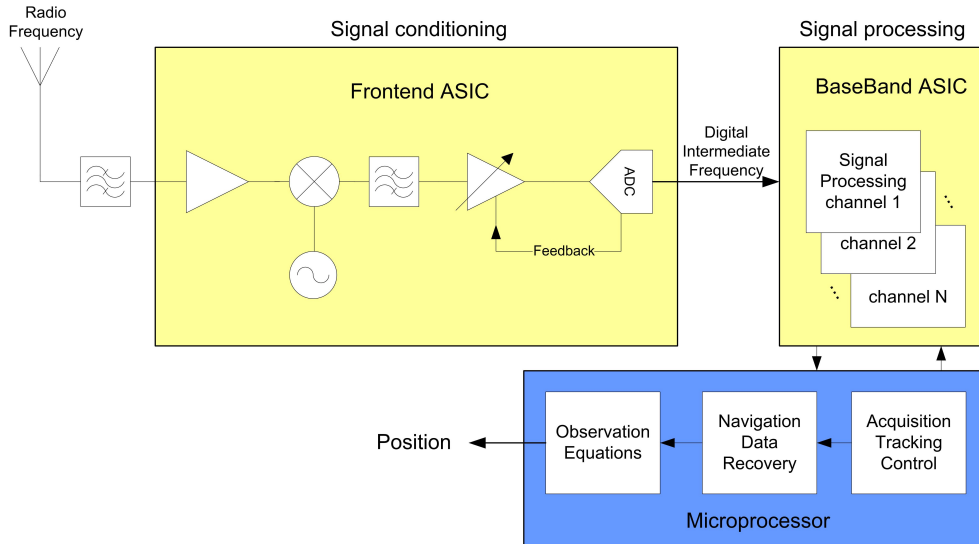 Radio
Frequency
Signal conditioning
Signal processing
Frontend ASIC
BaseBand ASIC
ADC
Feedback
Digital
Intermediate
Frequency
Signal
Processing
channel 1
channel 2
channel N
Position
Observation
Equations
Navigation
Data
Recovery
Acquisition
Tracking
Control
Microprocessor